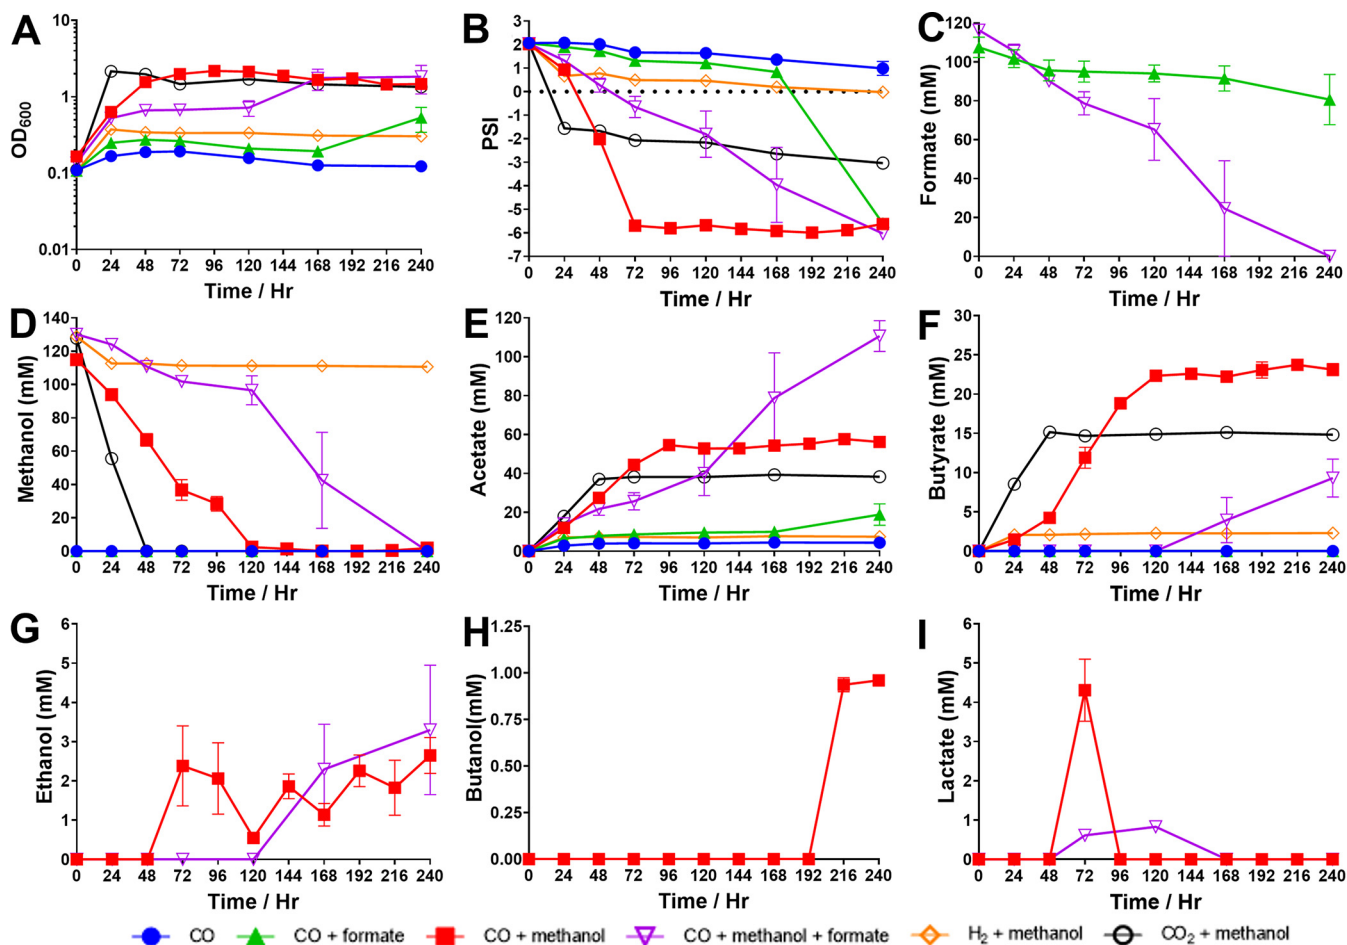 A
OD600
10
1
0.1
0.01
0 24 48 72 96 120 144 168 192 216 240
Time / Hr
B
PSI
3
2
1
0
-1
-2
-3
-4
-5
-6
-7
0 24 48 72 96 120 144 168 192 216 240
Time / Hr
C
Formate (mM)
120
100
80
60
40
20
0
0 24 48 72 96 120 144 168 192 216 240
Time / Hr
D
Methanol (mM)
140
120
100
80
60
40
20
0
0 24 48 72 96 120 144 168 192 216 240
Time / Hr
E
Acetate (mM)
120
100
80
60
40
20
0
0 24 48 72 96 120 144 168 192 216 240
Time / Hr
F
Butyrate (mM)
30
25
20
15
10
5
0
0 24 48 72 96 120 144 168 192 216 240
Time / Hr
G
Ethanol (mM)
6
5
4
3
2
1
0
0 24 48 72 96 120 144 168 192 216 240
Time / Hr
H
Butanol(mM)
1.25
1.00
0.75
0.50
0.25
0.00
0 24 48 72 96 120 144 168 192 216 240
Time / Hr
I
Lactate (mM)
6
5
4
3
2
1
0
0 24 48 72 96 120 144 168 192 216 240
Time / Hr
CO CO + formate CO + methanol CO + methanol + formate H2 + methanol CO2 + methanol